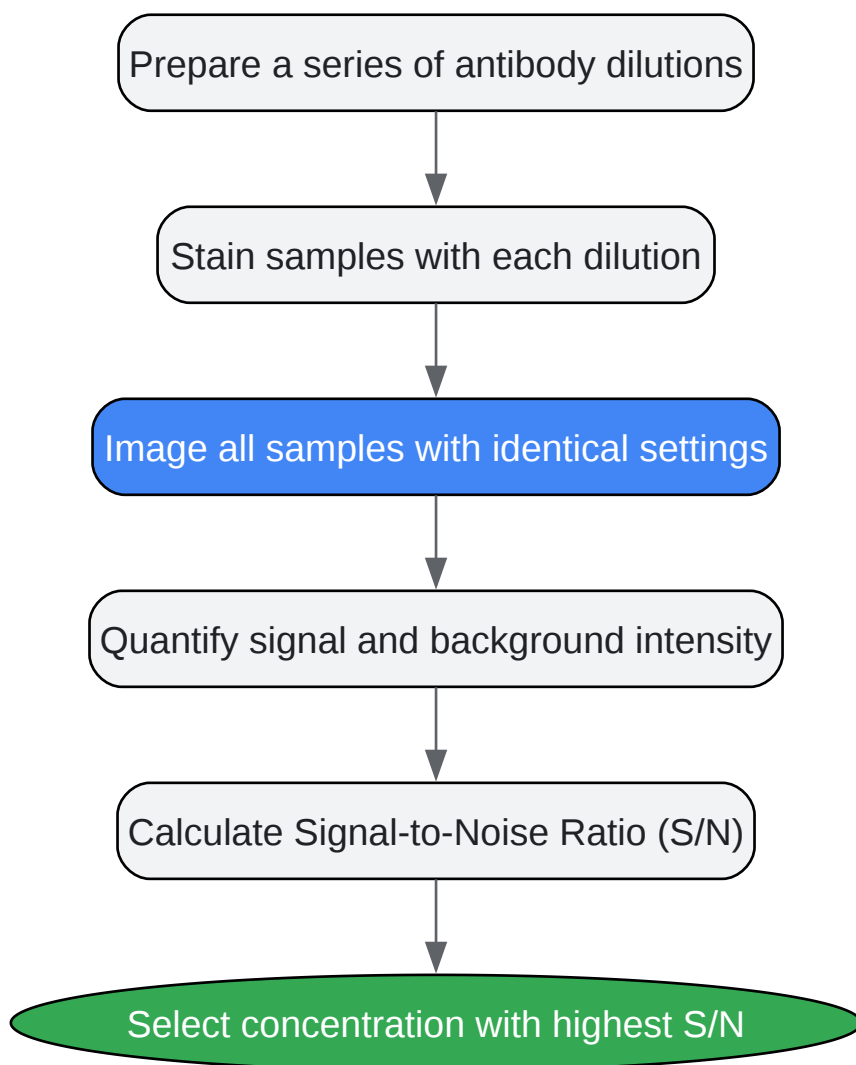 Prepare a series of antibody dilutions
Stain samples with each dilution
Image all samples with identical settings
Quantify signal and background intensity
Calculate Signal-to-Noise Ratio (S/N)
Select concentration with highest S/N